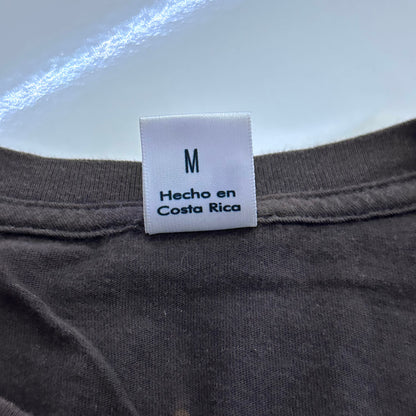 M
Hecho en
Costa Rica